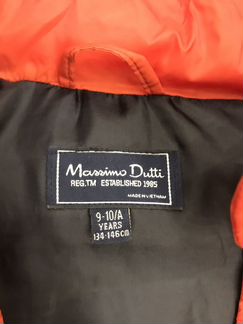 Massimo Dutti
REG.TM ESTABLISHED 1985
MADE IN VIETNAM
9-10/A
YEARS
134-146cm